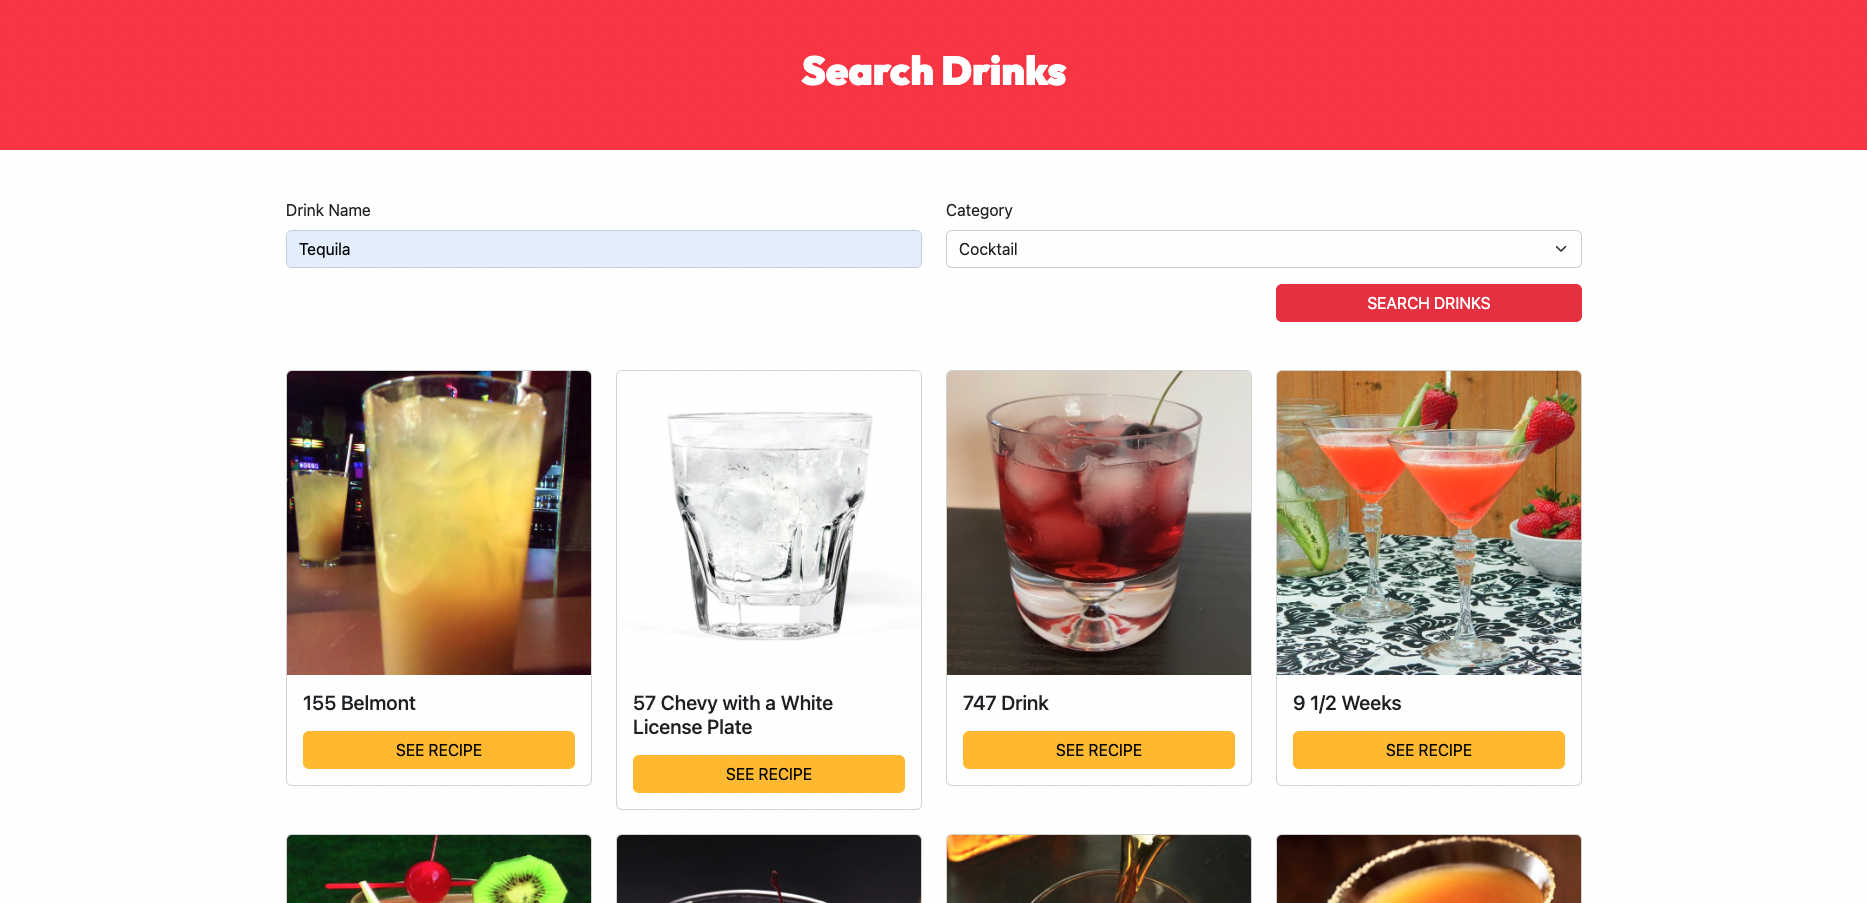 Search Drinks
Drink Name
Category
Tequila
Cocktail
SEARCH DRINKS
155 Belmont
SEE RECIPE
57 Chevy with a White
License Plate
SEE RECIPE
747 Drink
SEE RECIPE
9 1/2 Weeks
SEE RECIPE